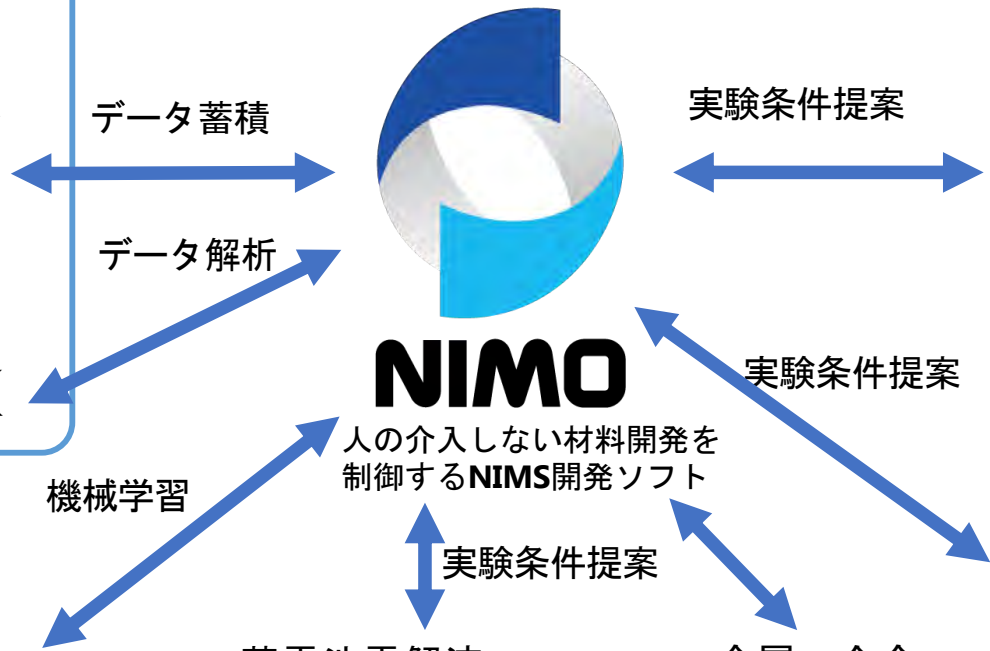 データ蓄積
実験条件提案
データ解析
NIMO
実験条件提案
人の介入しない材料開発を
制御するNIMS開発ソフト
機械学習
実験条件提案